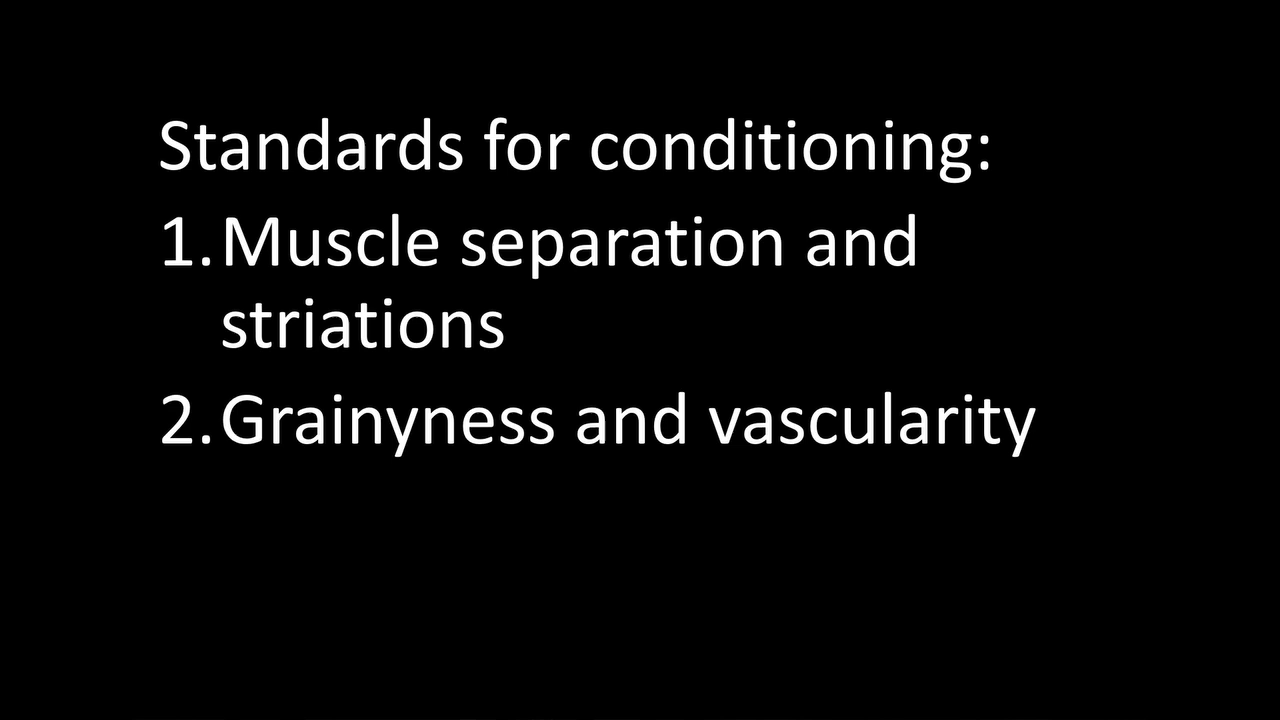 Standards for conditioning:
1. Muscle separation and
striations
2. Grainyness and vascularity